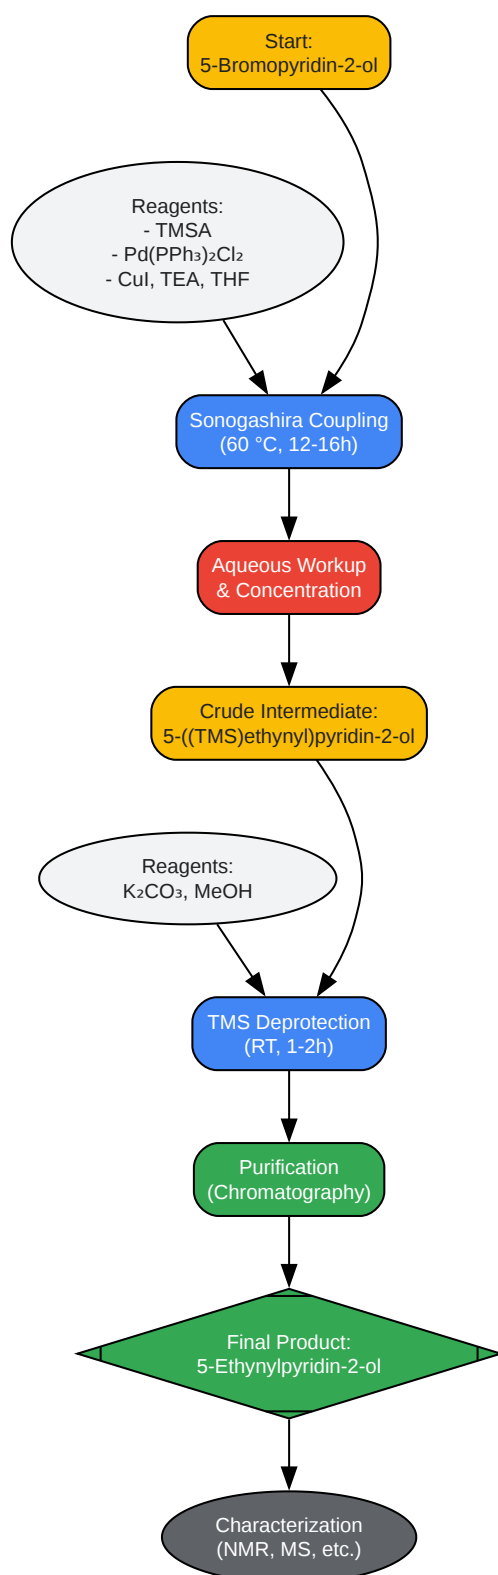 Start:
5-Bromopyridin-2-ol
Reagents:
- TMSA
- Pd(PPh₃)₂Cl₂
- CuI, TEA, THF
Sonogashira Coupling
(60 °C, 12-16h)
Aqueous Workup
& Concentration
Crude Intermediate:
5-((TMS)ethynyl)pyridin-2-ol
Reagents:
K₂CO₃, MeOH
TMS Deprotection
(RT, 1-2h)
Purification
(Chromatography)
Final Product:
5-Ethynylpyridin-2-ol
Characterization
(NMR, MS, etc.)